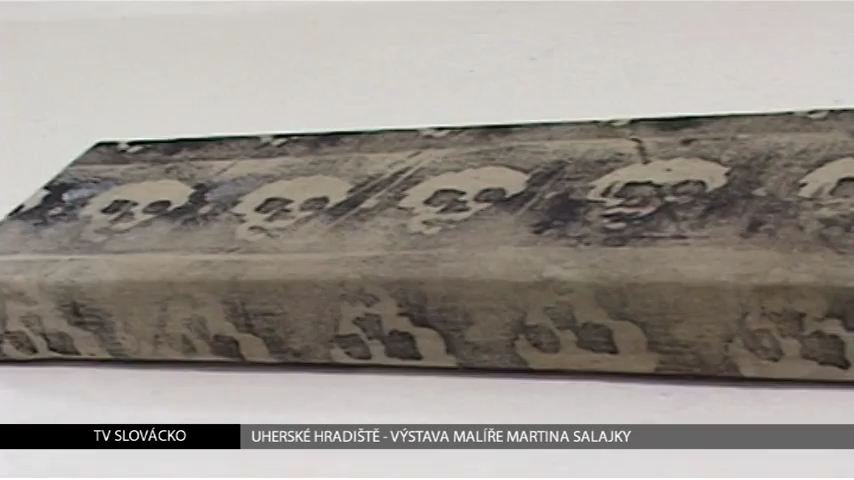 TV SLOVÁCKO
UHERSKÉ HRADIŠTĚ - VÝSTAVA MALÍŘE MARTINA SALAJKY